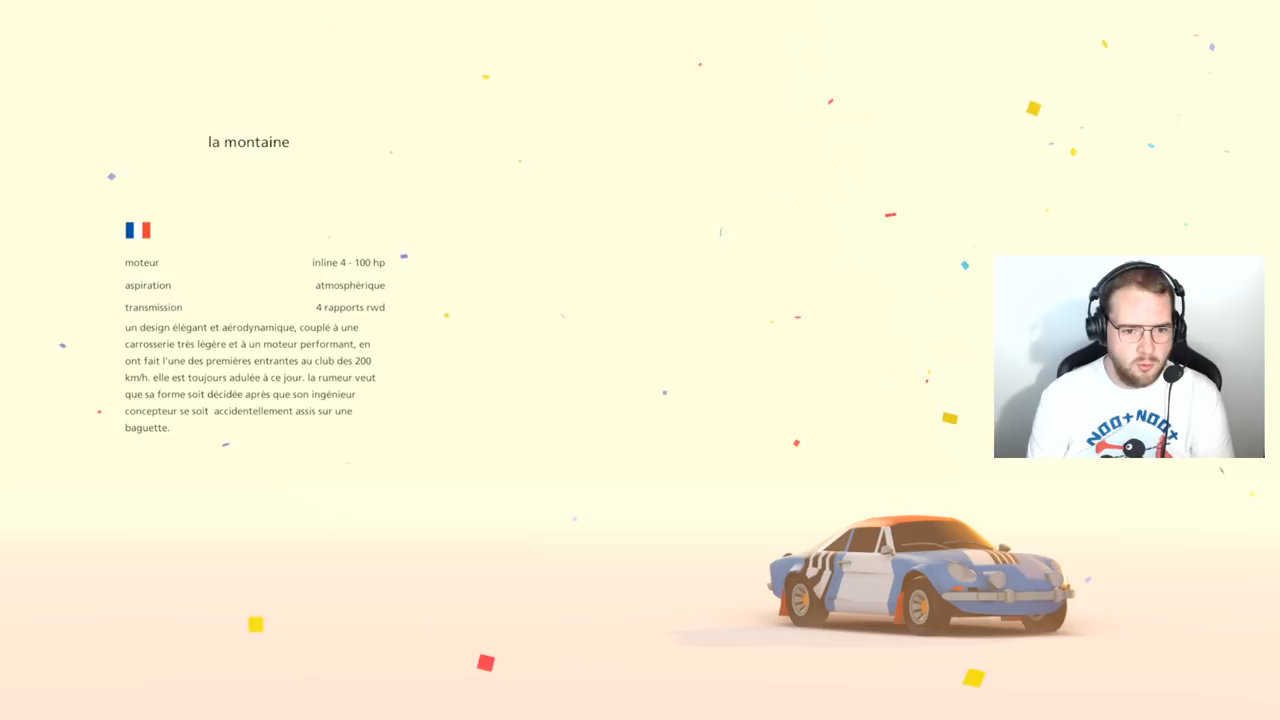 la montaine
moteur inline 4 - 100 hp
aspiration atmosphérique
transmission 4 rapports rwd
un design élégant et aérodynamique, couplé à une
carrosserie très légère et à un moteur performant, en
ont fait l'une des premières entrantes au club des 200
km/h. elle est toujours adulée à ce jour. la rumeur veut
que sa forme soit décidée après que son ingénieur
concepteur se soit accidentellement assis sur une
baguette.
NOOT NOOT